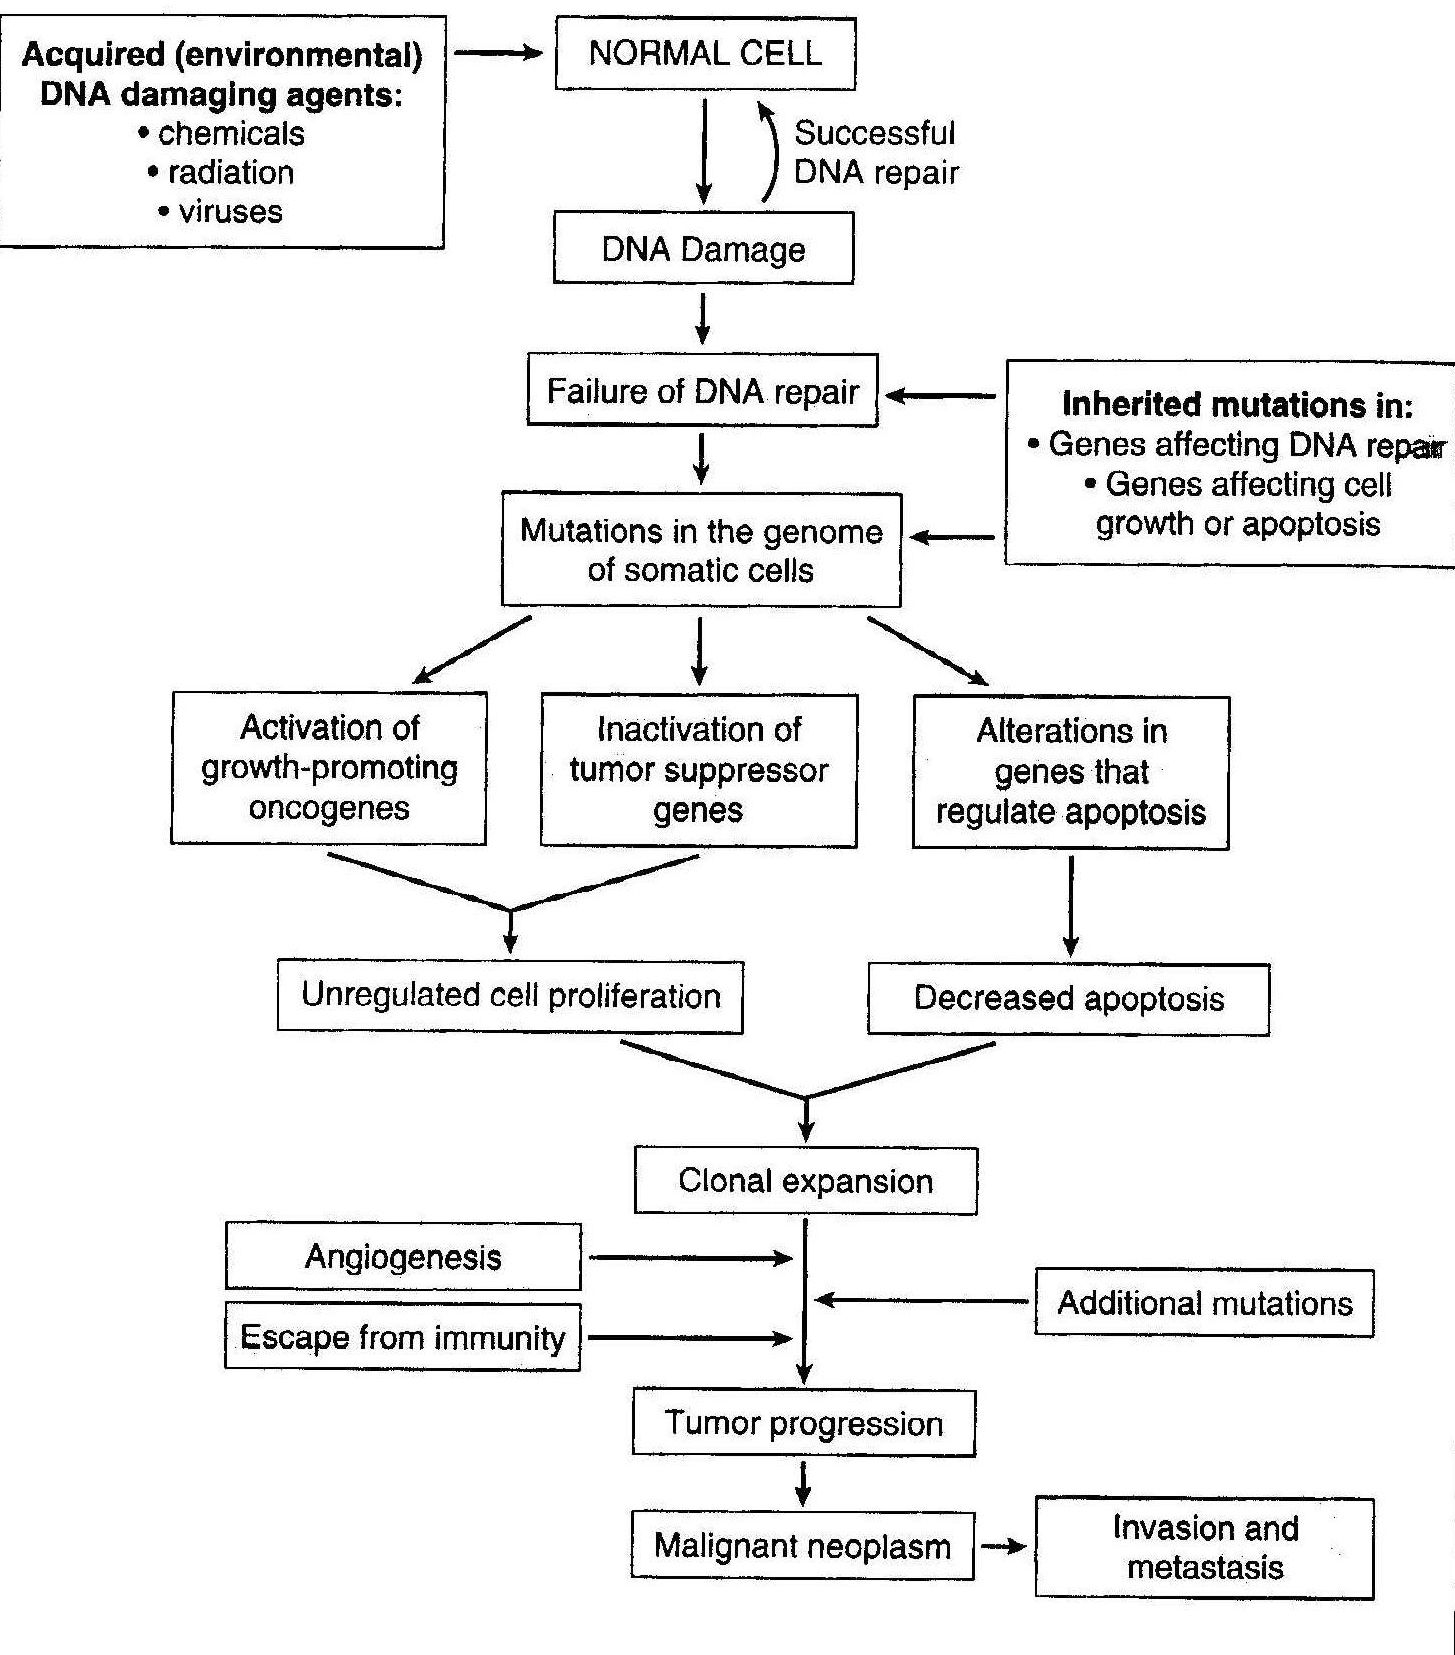 Acquired (environmental)
DNA damaging agents:
• chemicals
• radiation
• viruses
NORMAL CELL
Successful
DNA repair
DNA Damage
Failure of DNA repair
Inherited mutations in:
• Genes affecting DNA repair
• Genes affecting cell
growth or apoptosis
Mutations in the genome
of somatic cells
Activation of
growth-promoting
oncogenes
Inactivation of
tumor suppressor
genes
Alterations in
genes that
regulate apoptosis
Unregulated cell proliferation
Decreased apoptosis
Clonal expansion
Angiogenesis
Additional mutations
Escape from immunity
Tumor progression
Malignant neoplasm
Invasion and
metastasis